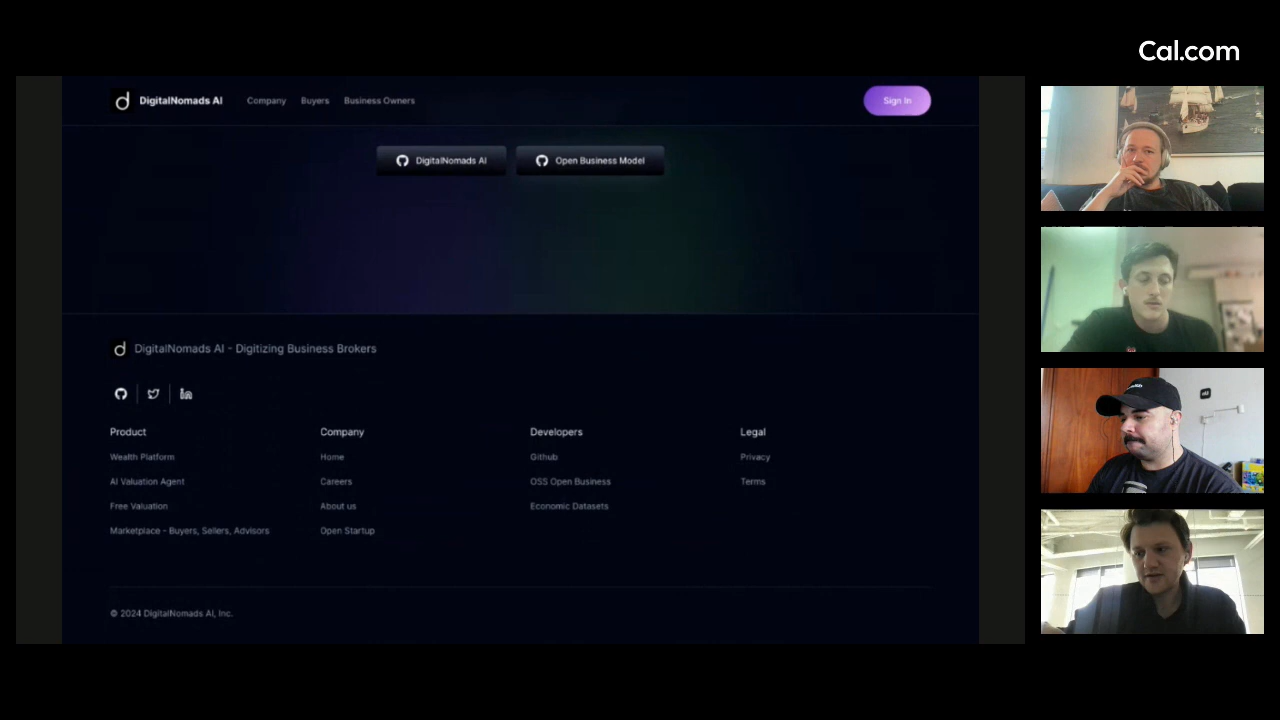 Cal.com
DigitalNomads AI
Company
Buyers
Business Owners
Sign In
DigitalNomads AI
Open Business Model
DigitalNomads AI - Digitizing Business Brokers
Product
Wealth Platform
AI Valuation Agent
Free Valuation
Marketplace - Buyers, Sellers, Advisors
Company
Home
Careers
About us
Open Startup
Developers
Github
OSS Open Business
Economic Datasets
Legal
Privacy
Terms
© 2024 DigitalNomads AI, Inc.